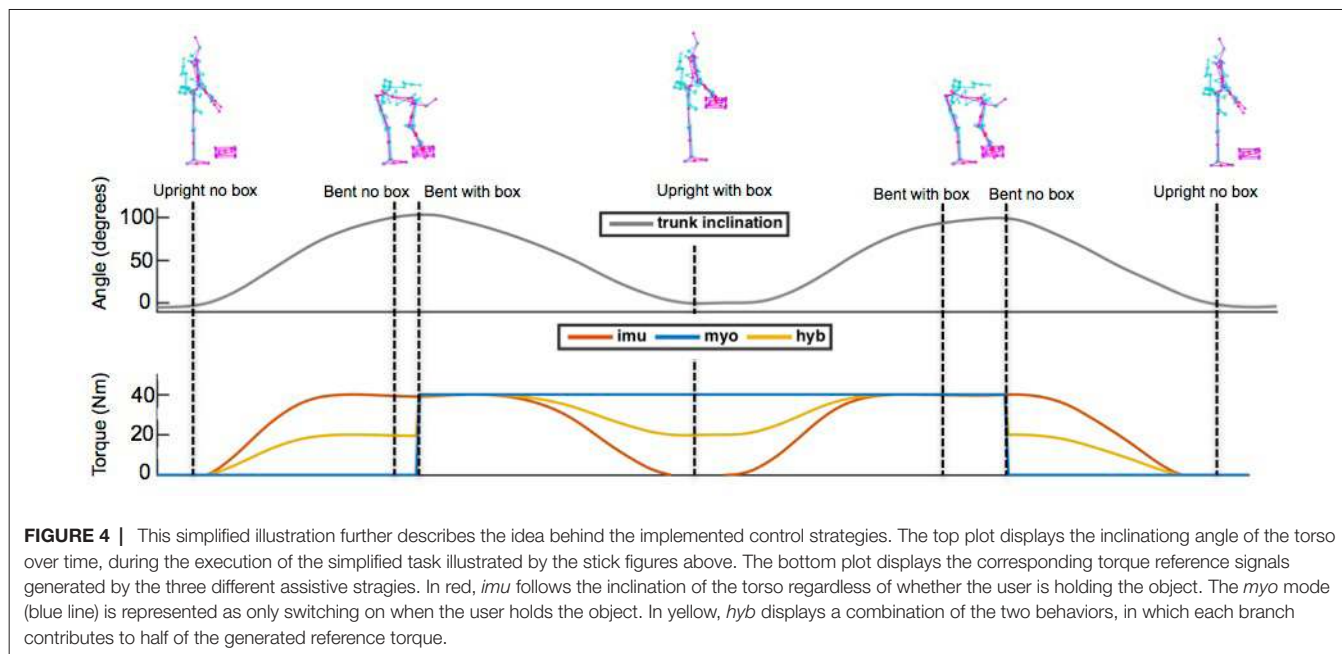 Upright no box
Bent no box
Bent with box
Upright with box
Bent with box
Bent no box
Upright no box
Angle (degrees)
100
50
0
trunk inclination
imu
myo
hyb
Torque (Nm)
40
20
0
FIGURE 4 | This simplified illustration further describes the idea behind the implemented control strategies. The top plot displays the inclinationg angle of the torso
over time, during the execution of the simplified task illustrated by the stick figures above. The bottom plot displays the corresponding torque reference signals
generated by the three different assistive stragies. In red, imu follows the inclination of the torso regardless of whether the user is holding the object. The myo mode
(blue line) is represented as only switching on when the user holds the object. In yellow, hyb displays a combination of the two behaviors, in which each branch
contributes to half of the generated reference torque.